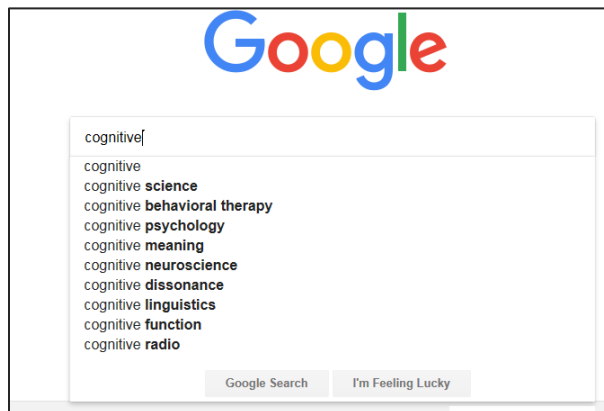 Google
cognitive
cognitive
cognitive science
cognitive behavioral therapy
cognitive psychology
cognitive meaning
cognitive neuroscience
cognitive dissonance
cognitive linguistics
cognitive function
cognitive radio
Google Search I'm Feeling Lucky